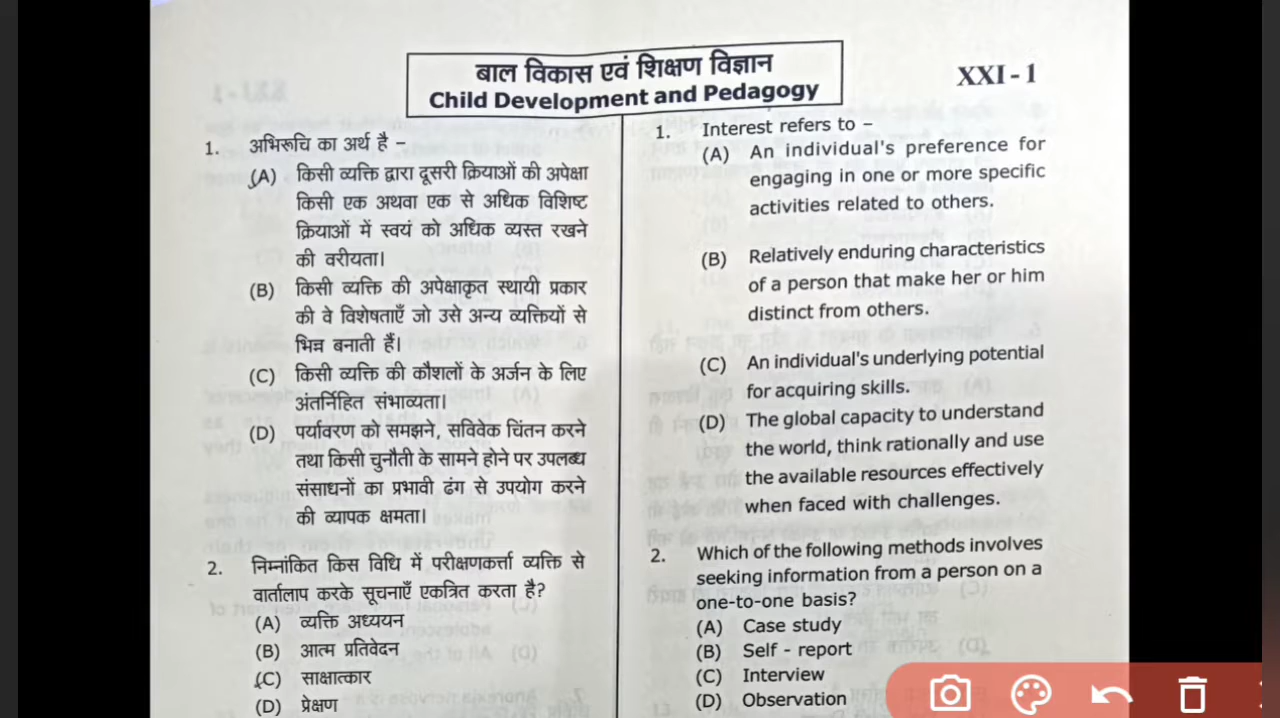 बाल विकास एवं शिक्षण विज्ञान
Child Development and Pedagogy
XXI - 1
1. अभिरूचि का अर्थ है –
(A) किसी व्यक्ति द्वारा दूसरी क्रियाओं की अपेक्षा
किसी एक अथवा एक से अधिक विशिष्ट
क्रियाओं में स्वयं को अधिक व्यस्त रखने
की वरीयता।
(B) किसी व्यक्ति की अपेक्षाकृत स्थायी प्रकार
की वे विशेषताएँ जो उसे अन्य व्यक्तियों से
भिन्न बनाती हैं।
(C) किसी व्यक्ति की कौशलों के अर्जन के लिए
अंतर्निहित संभाव्यता।
(D) पर्यावरण को समझने, सविवेक चिंतन करने
तथा किसी चुनौती के सामने होने पर उपलब्ध
संसाधनों का प्रभावी ढंग से उपयोग करने
की व्यापक क्षमता।
2. निम्नांकित किस विधि में परीक्षणकर्त्ता व्यक्ति से
वार्तालाप करके सूचनाएँ एकत्रित करता है?
(A) व्यक्ति अध्ययन
(B) आत्म प्रतिवेदन
(C) साक्षात्कार
(D) प्रेक्षण
1. Interest refers to –
(A) An individual's preference for
engaging in one or more specific
activities related to others.
(B) Relatively enduring characteristics
of a person that make her or him
distinct from others.
(C) An individual's underlying potential
for acquiring skills.
(D) The global capacity to understand
the world, think rationally and use
the available resources effectively
when faced with challenges.
2. Which of the following methods involves
seeking information from a person on a
one-to-one basis?
(A) Case study
(B) Self - report
(C) Interview
(D) Observation